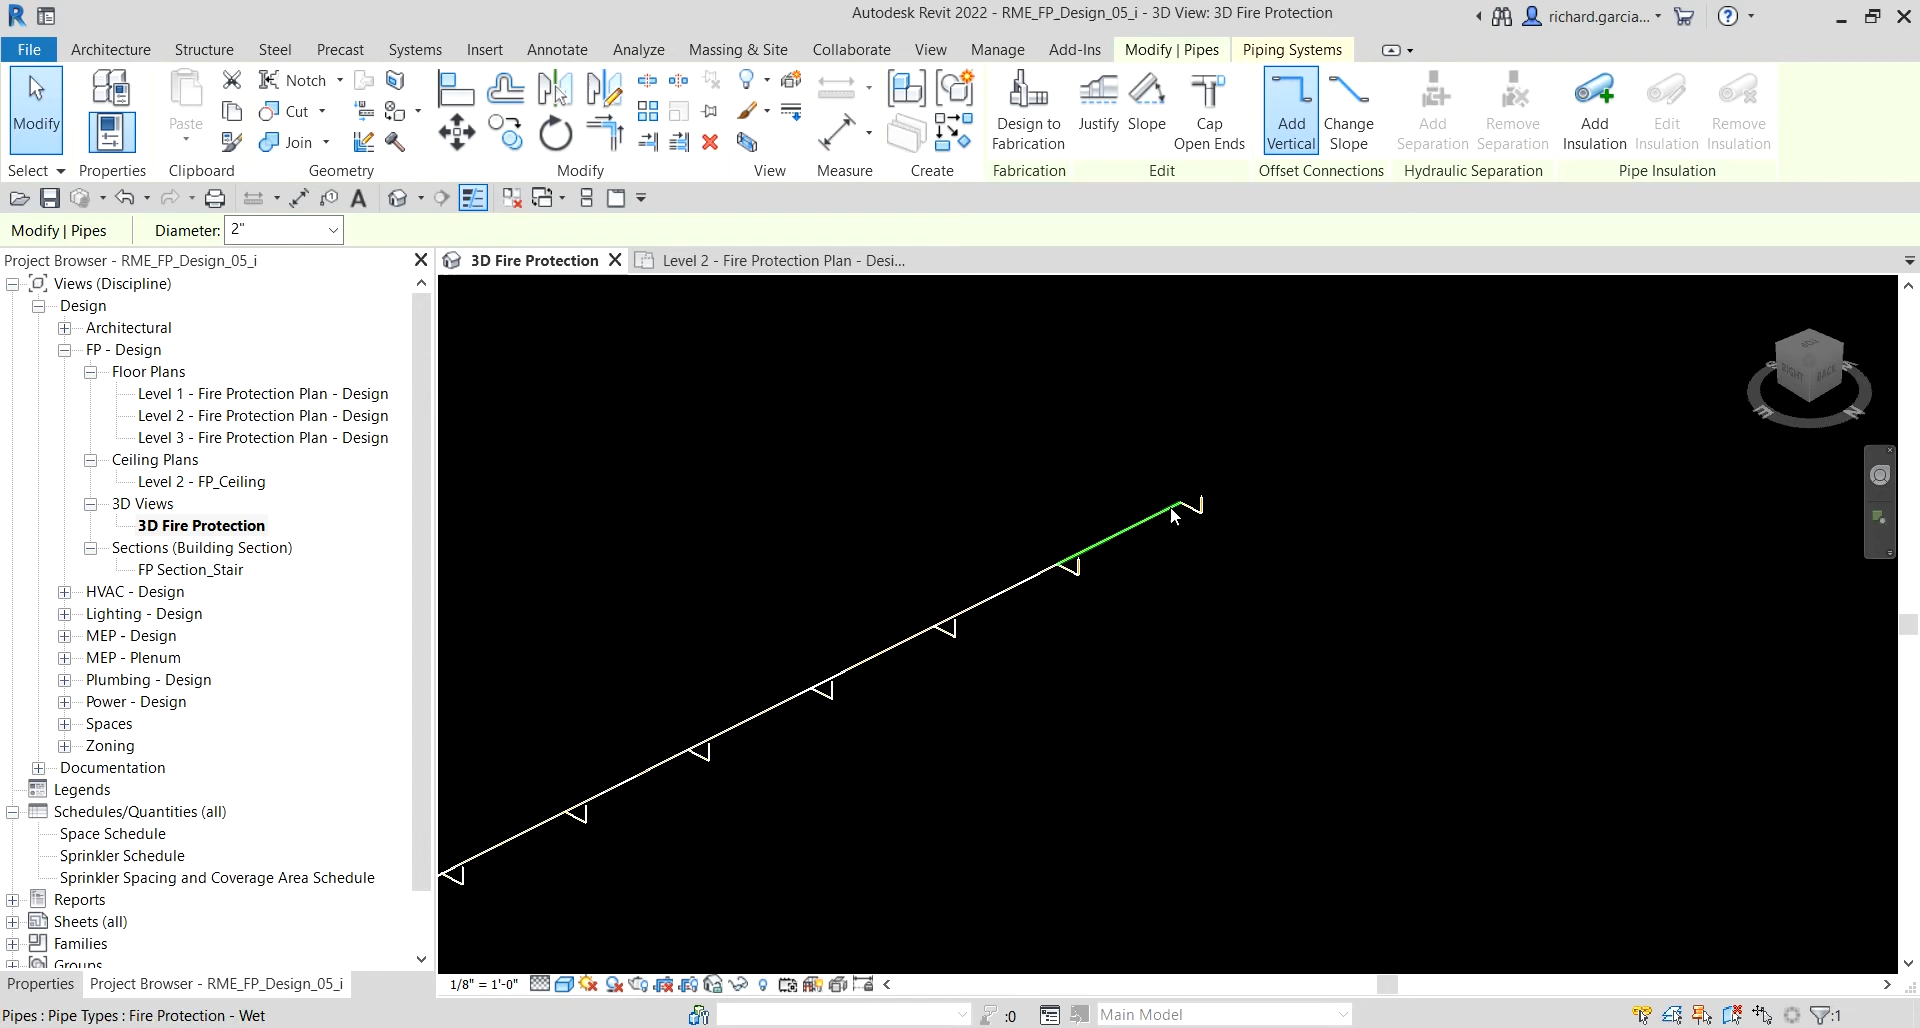 Autodesk Revit 2022 - RME_FP_Design_05_i - 3D View: 3D Fire Protection
richard.garcia...
File Architecture Structure Steel Precast Systems Insert Annotate Analyze Massing & Site Collaborate View Manage Add-Ins Modify | Pipes Piping Systems
Modify
Paste
Notch
Cut
Join
Design to Fabrication
Justify
Slope
Cap Open Ends
Add Vertical
Change Slope
Add Separation
Remove Separation
Add Insulation
Edit Insulation
Remove Insulation
Select Properties Clipboard Geometry Modify View Measure Create Fabrication Edit Offset Connections Hydraulic Separation Pipe Insulation
Modify | Pipes Diameter: 2"
Project Browser - RME_FP_Design_05_i
3D Fire Protection
Level 2 - Fire Protection Plan - Desi...
Views (Discipline)
Design
Architectural
FP - Design
Floor Plans
Level 1 - Fire Protection Plan - Design
Level 2 - Fire Protection Plan - Design
Level 3 - Fire Protection Plan - Design
Ceiling Plans
Level 2 - FP_Ceiling
3D Views
3D Fire Protection
Sections (Building Section)
FP Section_Stair
HVAC - Design
Lighting - Design
MEP - Design
MEP - Plenum
Plumbing - Design
Power - Design
Spaces
Zoning
Documentation
Legends
Schedules/Quantities (all)
Space Schedule
Sprinkler Schedule
Sprinkler Spacing and Coverage Area Schedule
Reports
Sheets (all)
Families
Groups
TOP
RIGHT BACK
E N
Properties Project Browser - RME_FP_Design_05_i
1/8" = 1'-0"
Pipes : Pipe Types : Fire Protection - Wet
:0
Main Model
:1